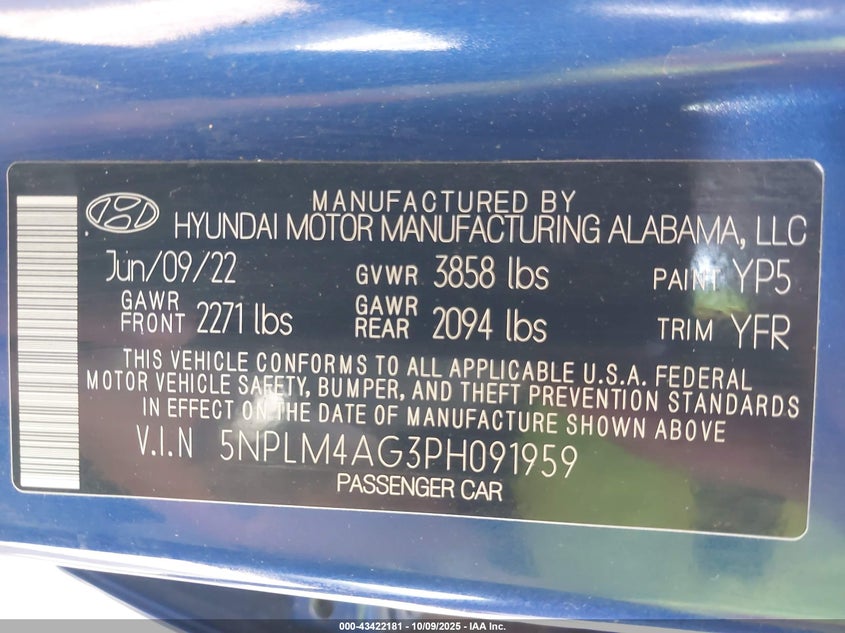 MANUFACTURED BY
HYUNDAI MOTOR MANUFACTURING ALABAMA, LLC
Jun/09/22 GVWR 3858 lbs PAINT YP5
GAWR FRONT 2271 lbs GAWR REAR 2094 lbs TRIM YFR
THIS VEHICLE CONFORMS TO ALL APPLICABLE U.S.A. FEDERAL
MOTOR VEHICLE SAFETY, BUMPER, AND THEFT PREVENTION STANDARDS
IN EFFECT ON THE DATE OF MANUFACTURE SHOWN ABOVE
V.I.N 5NPLM4AG3PH091959
PASSENGER CAR
000-43422181 - 10/09/2025 - IAA Inc.